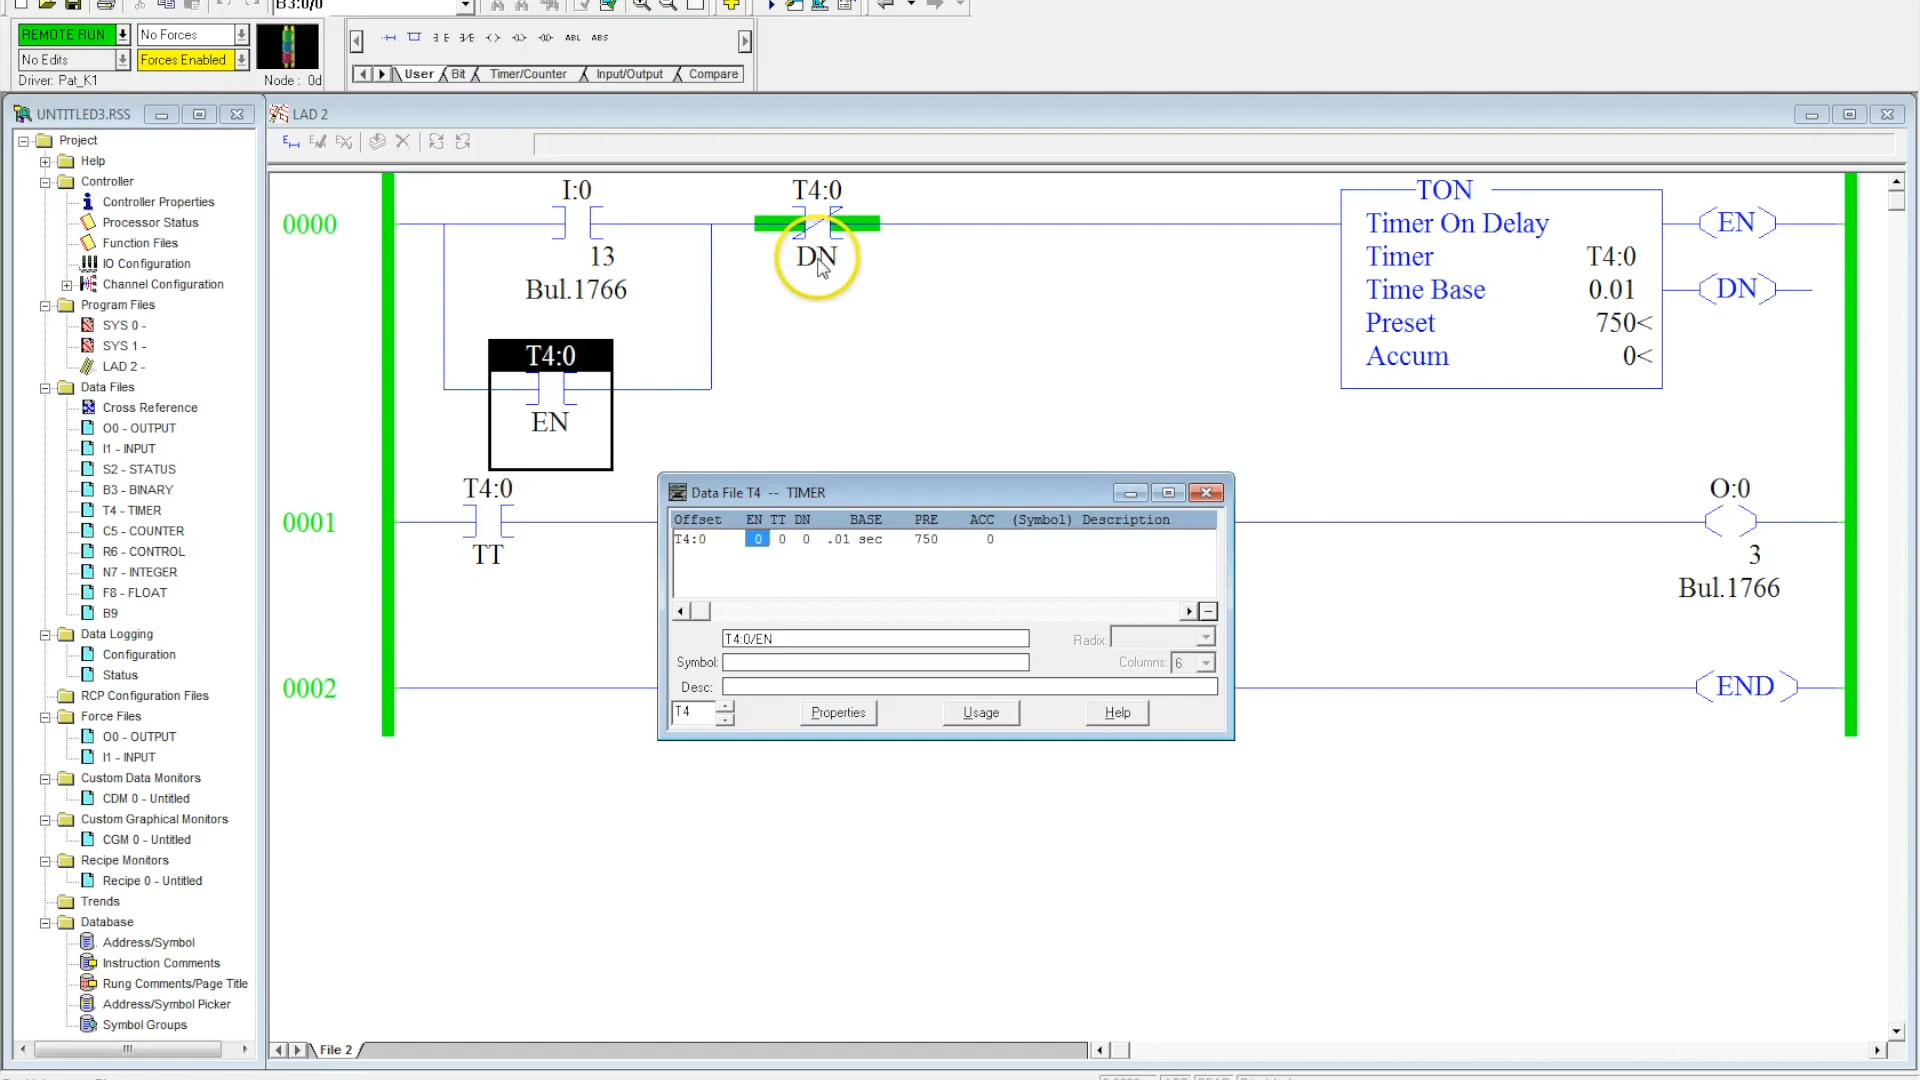 B3:0/0
REMOTE RUN
No Forces
No Edits
Forces Enabled
Driver: Pat_K1
Node : 0d
ABL ABS
User
Bit
Timer/Counter
Input/Output
Compare
UNTITLED3.RSS
Project
Help
Controller
Controller Properties
Processor Status
Function Files
IO Configuration
Channel Configuration
Program Files
SYS 0 -
SYS 1 -
LAD 2 -
Data Files
Cross Reference
O0 - OUTPUT
I1 - INPUT
S2 - STATUS
B3 - BINARY
T4 - TIMER
C5 - COUNTER
R6 - CONTROL
N7 - INTEGER
F8 - FLOAT
B9
Data Logging
Configuration
Status
RCP Configuration Files
Force Files
O0 - OUTPUT
I1 - INPUT
Custom Data Monitors
CDM 0 - Untitled
Custom Graphical Monitors
CGM 0 - Untitled
Recipe Monitors
Recipe 0 - Untitled
Trends
Database
Address/Symbol
Instruction Comments
Rung Comments/Page Title
Address/Symbol Picker
Symbol Groups
LAD 2
0000
I:0
13
Bul.1766
T4:0
DN
T4:0
EN
TON
Timer On Delay
Timer T4:0
Time Base 0.01
Preset 750<
Accum 0<
EN
DN
0001
T4:0
TT
O:0
3
Bul.1766
0002
END
Data File T4 -- TIMER
Offset EN TT DN BASE PRE ACC (Symbol) Description
T4:0 0 0 0 .01 sec 750 0
T4:0/EN
Radix:
Symbol:
Columns: 6
Desc:
T4
Properties
Usage
Help
File 2